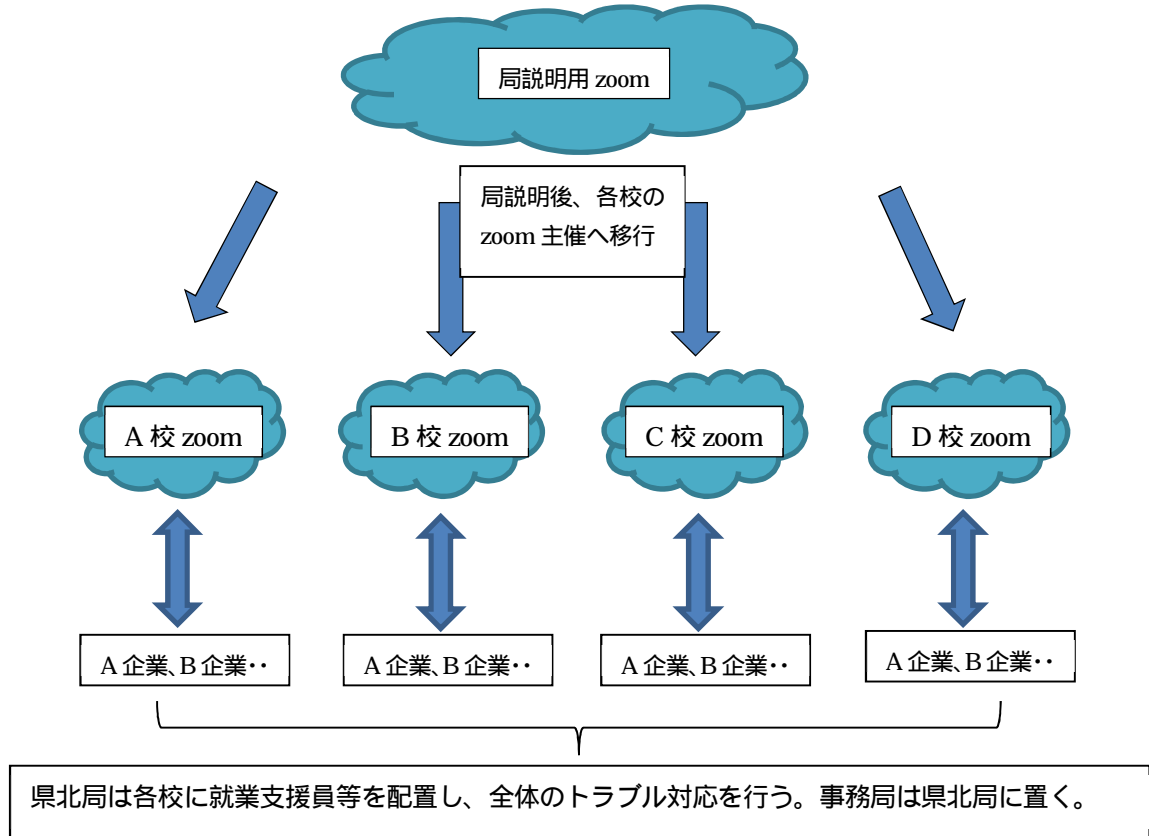 局説明用 zoom
局説明後、各校の
zoom 主催へ移行
A 校 zoom
B 校 zoom
C 校 zoom
D 校 zoom
A 企業、B 企業・・
A 企業、B 企業・・
A 企業、B 企業・・
A 企業、B 企業・・
県北局は各校に就業支援員等を配置し、全体のトラブル対応を行う。事務局は県北局に置く。